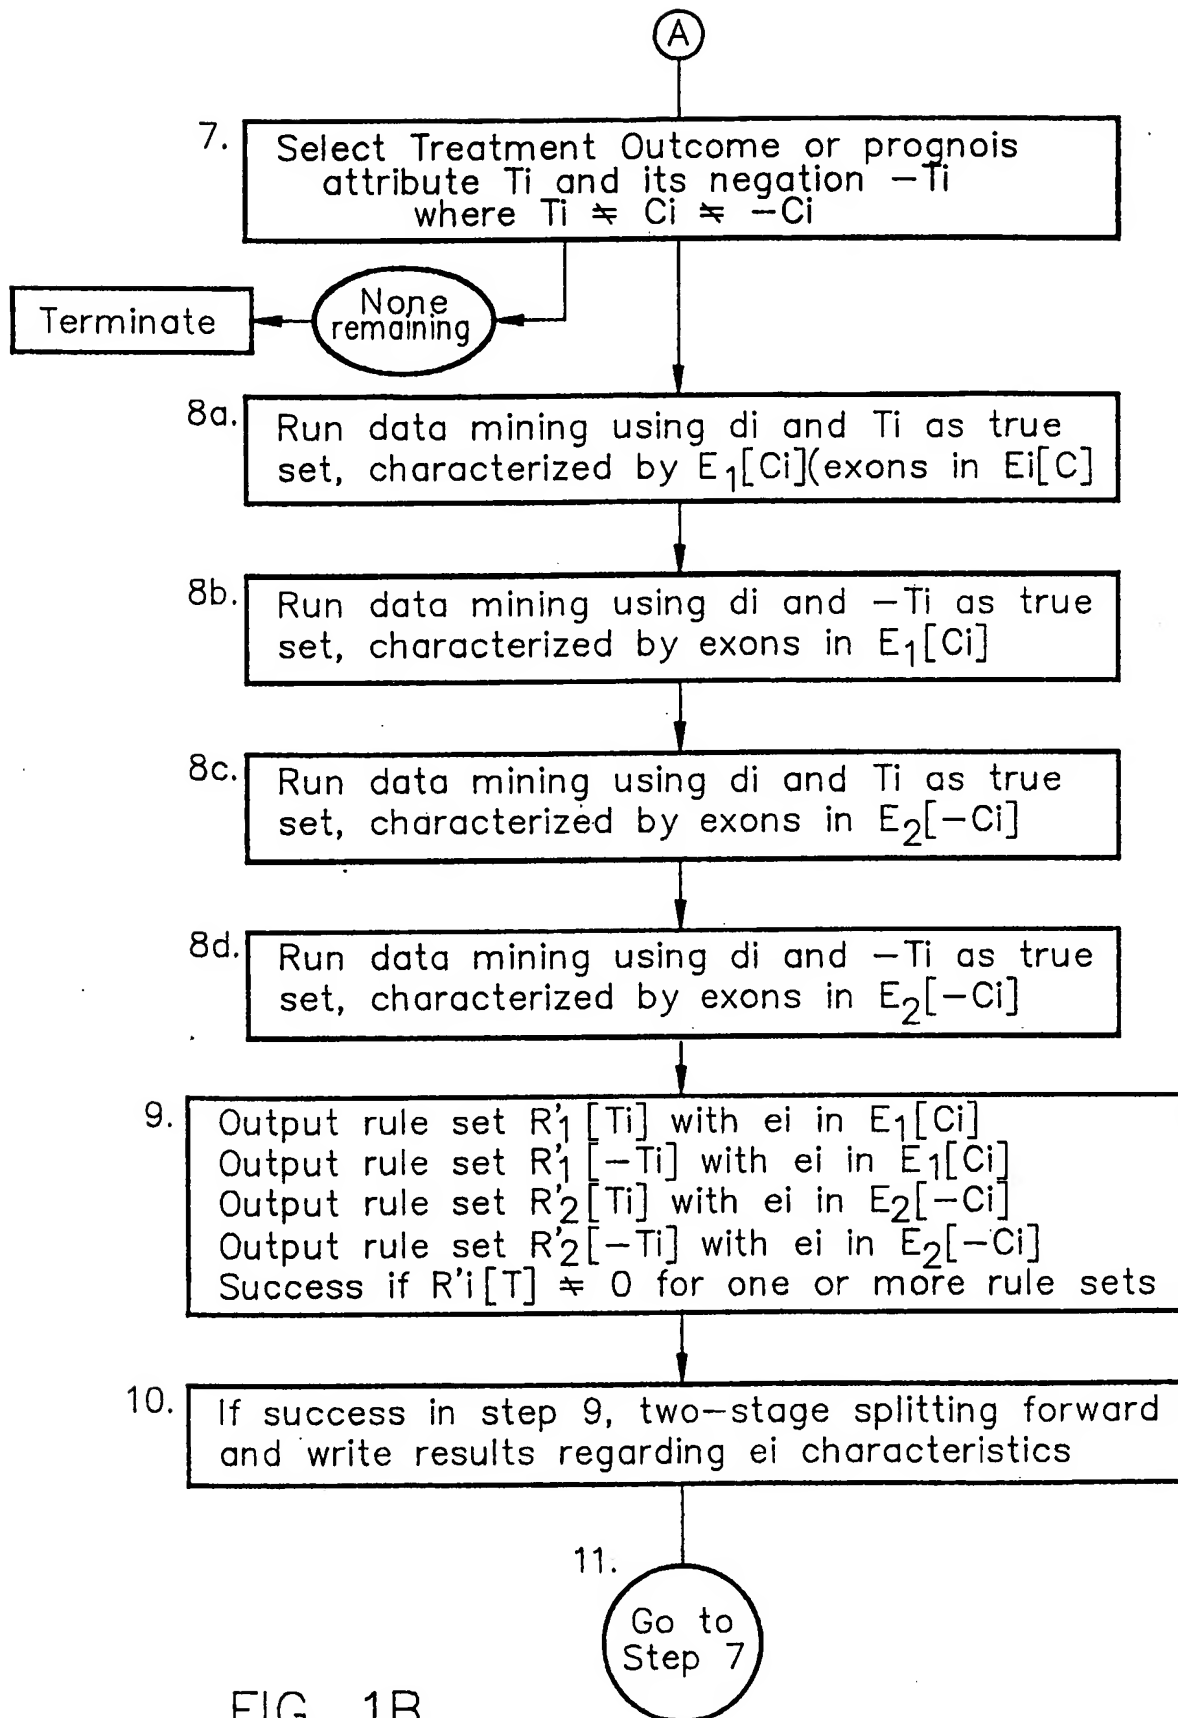 A
7.
Select Treatment Outcome or prognois
attribute Ti and its negation −Ti
where Ti ≠ Ci ≠ −Ci
None
remaining
Terminate
8a.
Run data mining using di and Ti as true
set, characterized by E₁[Ci](exons in Ei[C]
8b.
Run data mining using di and −Ti as true
set, characterized by exons in E₁[Ci]
8c.
Run data mining using di and Ti as true
set, characterized by exons in E₂[−Ci]
8d.
Run data mining using di and −Ti as true
set, characterized by exons in E₂[−Ci]
9.
Output rule set R'₁[Ti] with ei in E₁[Ci]
Output rule set R'₁[−Ti] with ei in E₁[Ci]
Output rule set R'₂[Ti] with ei in E₂[−Ci]
Output rule set R'₂[−Ti] with ei in E₂[−Ci]
Success if R'i[T] ≠ 0 for one or more rule sets
10.
If success in step 9, two−stage splitting forward
and write results regarding ei characteristics
11.
Go to
Step 7
FIG. 1B